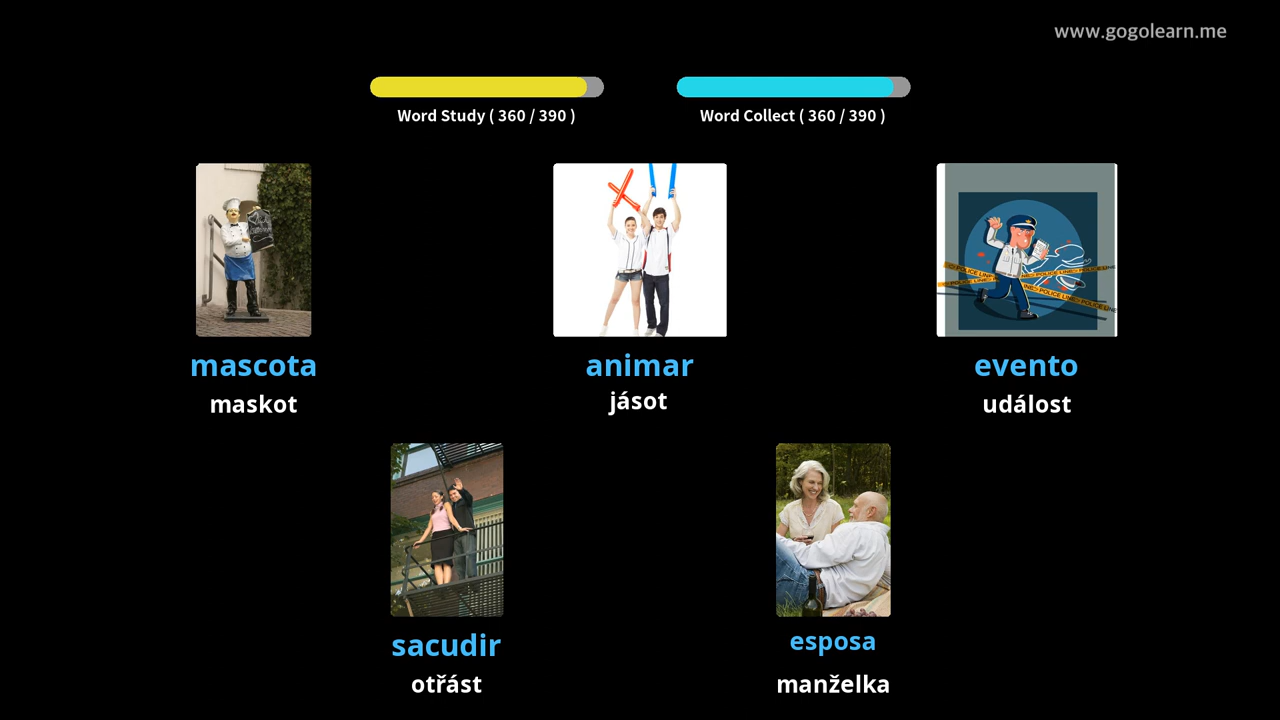 www.gogolearn.me
Word Study ( 360 / 390 )
Word Collect ( 360 / 390 )
mascota
maskot
animar
jásot
evento
událost
sacudir
otřást
esposa
manželka